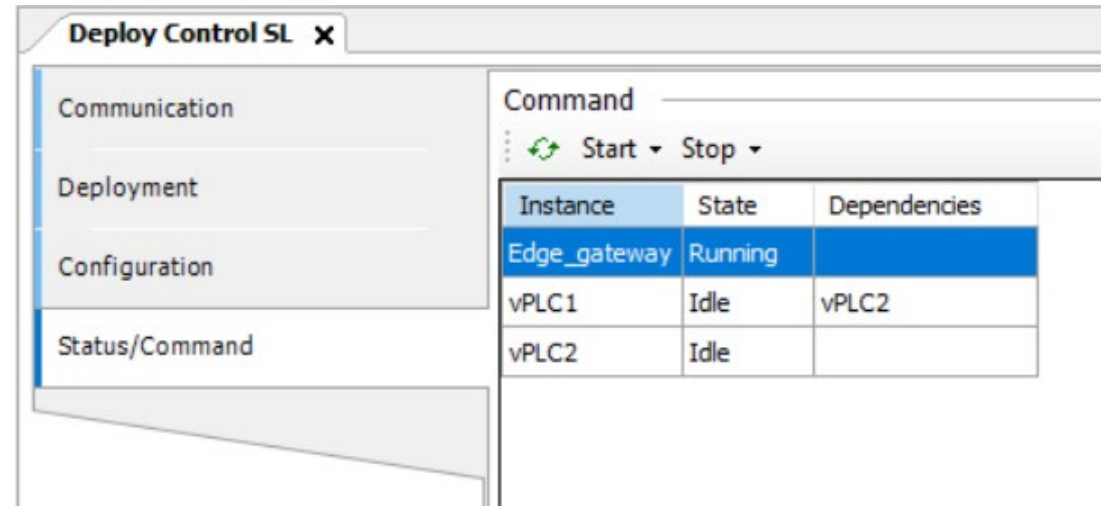 Deploy Control SL
Communication
Deployment
Configuration
Status/Command
Command
Start Stop
Instance State Dependencies
Edge_gateway Running
vPLC1 Idle vPLC2
vPLC2 Idle